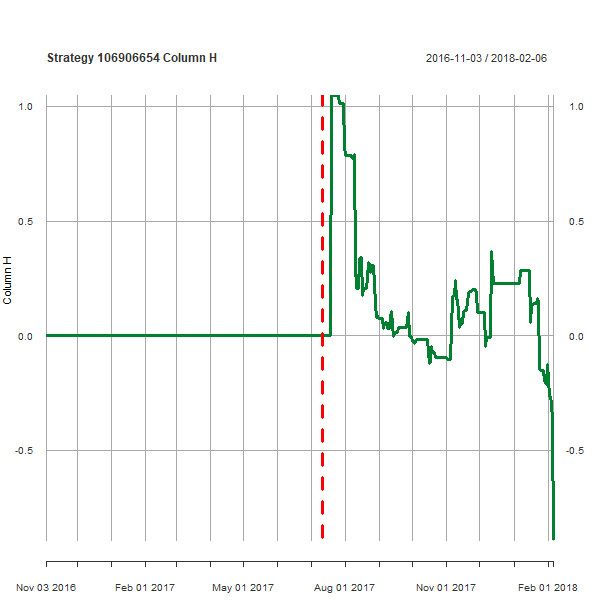 Strategy 106906654 Column H
2016-11-03 / 2018-02-06
1.0
1.0
0.5
0.5
Column H
0.0
0.0
-0.5
-0.5
Nov 03 2016
Feb 01 2017
May 01 2017
Aug 01 2017
Nov 01 2017
Feb 01 2018